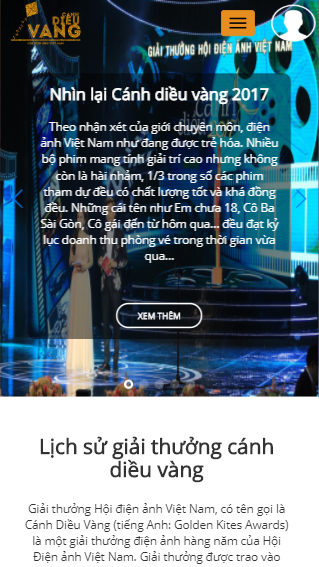 CÁNH
DIỀU
VÀNG
GIẢI THƯỞNG HỘI ĐIỆN ẢNH VIỆT NAM
Nhìn lại Cánh diều vàng 2017
Theo nhận xét của giới chuyên môn, điện
ảnh Việt Nam như đang được trẻ hóa. Nhiều
bộ phim mang tính giải trí cao nhưng không
còn là hài nhảm, 1/3 trong số các phim
tham dự đều có chất lượng tốt và khá đồng
đều. Những cái tên như Em chưa 18, Cô Ba
Sài Gòn, Cô gái đến từ hôm qua... đều đạt kỷ
lục doanh thu phòng vé trong thời gian vừa
qua...
XEM THÊM
Lịch sử giải thưởng cánh
diều vàng
Giải thưởng Hội điện ảnh Việt Nam, có tên gọi là
Cánh Diều Vàng (tiếng Anh: Golden Kites Awards)
là một giải thưởng điện ảnh hàng năm của Hội
Điện ảnh Việt Nam. Giải thưởng được trao vào